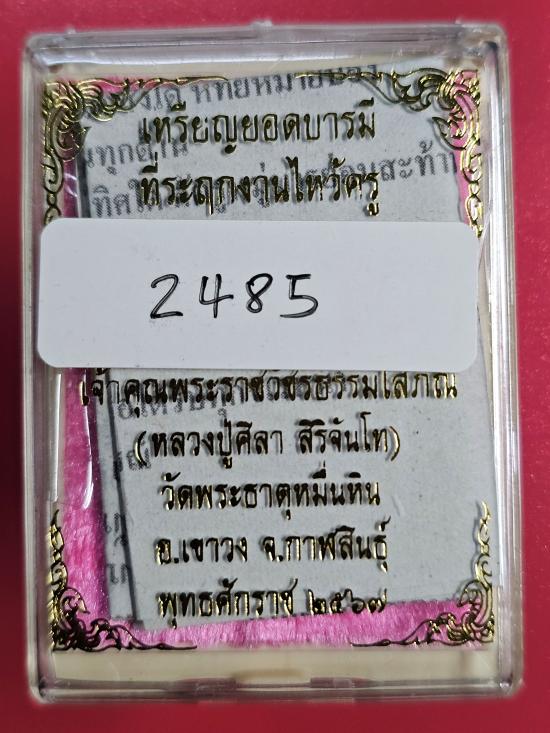 เหรียญยอดบารมี
ที่ระฤกงานไหว้ครู
2485
เจ้าคุณพระราชวัชรธรรมโสภณ
(หลวงปู่ศิลา สิริจันโท)
วัดพระธาตุหมื่นหิน
อ.เขาวง จ.กาฬสินธุ์
พุทธศักราช ๒๕๖๗